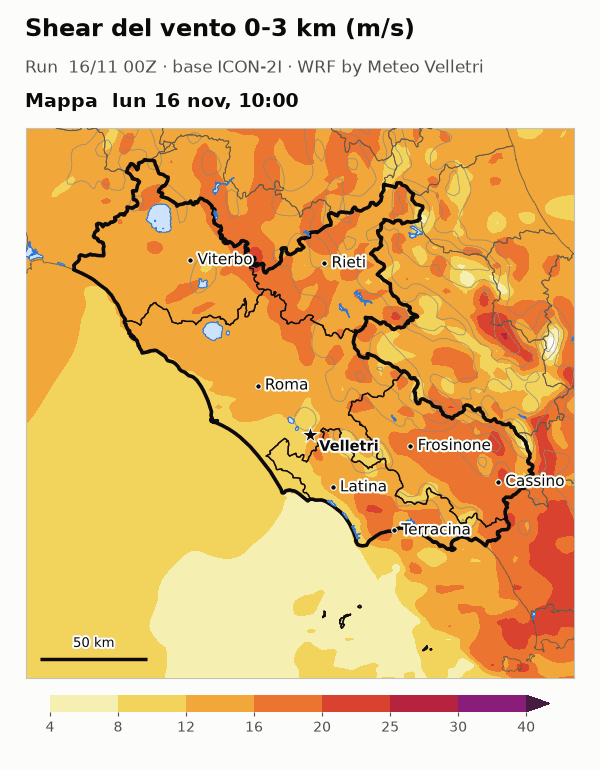 Shear del vento 0-3 km (m/s)
Run  16/11 00Z · base ICON-2I · WRF by Meteo Velletri
Mappa  lun 16 nov, 10:00
Viterbo
Rieti
Roma
Velletri
Frosinone
Latina
Cassino
Terracina
50 km
4 8 12 16 20 25 30 40